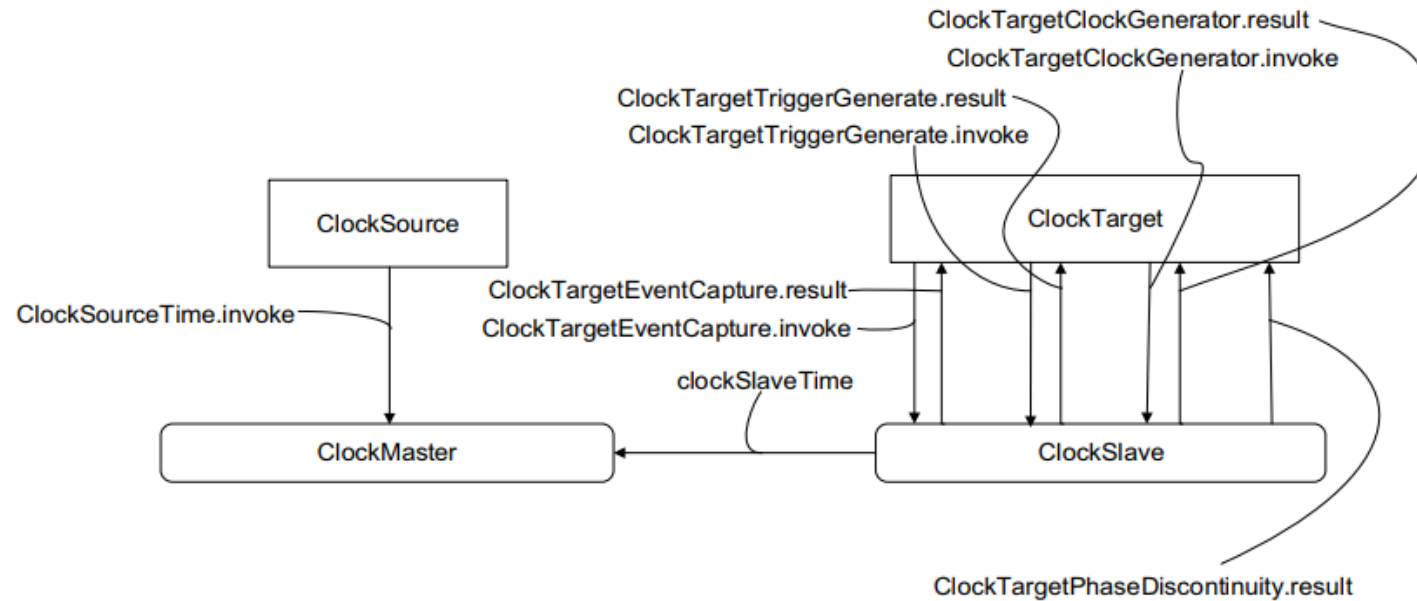 ClockTargetClockGenerator.result
ClockTargetClockGenerator.invoke
ClockTargetTriggerGenerate.result
ClockTargetTriggerGenerate.invoke
ClockSource
ClockTarget
ClockTargetEventCapture.result
ClockSourceTime.invoke
ClockTargetEventCapture.invoke
clockSlaveTime
ClockMaster
ClockSlave
ClockTargetPhaseDiscontinuity.result